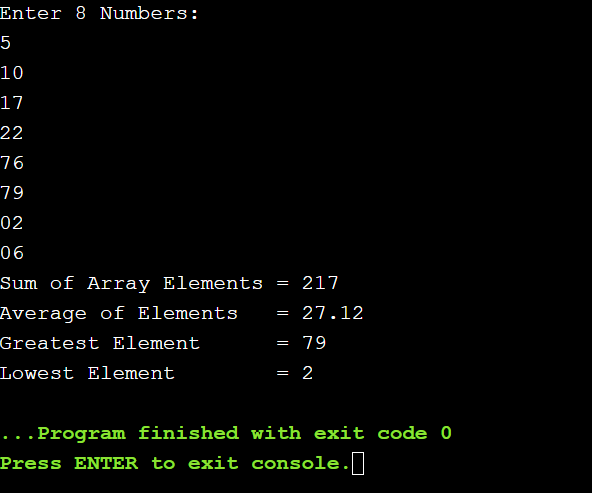 Enter 8 Numbers:
5
10
17
22
76
79
02
06
Sum of Array Elements = 217
Average of Elements   = 27.12
Greatest Element      = 79
Lowest Element        = 2
...Program finished with exit code 0
Press ENTER to exit console.